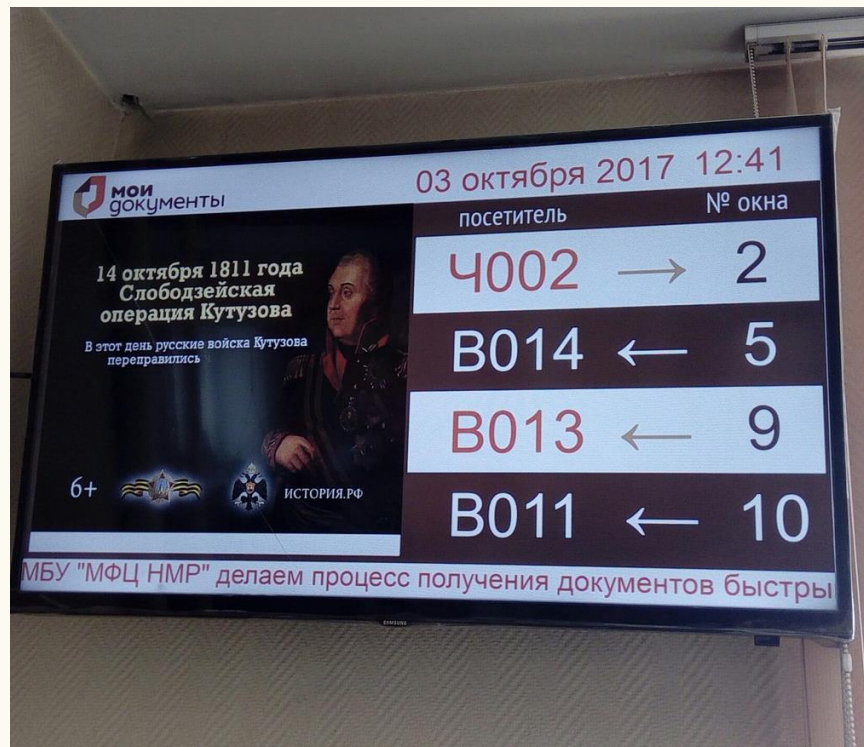 мои
документы
03 октября 2017 12:41
14 октября 1811 года
Слободзейская
операция Кутузова
В этот день русские войска Кутузова
переправились
6+
ИСТОРИЯ.РФ
посетитель № окна
Ч002 → 2
В014 ← 5
В013 ← 9
В011 ← 10
МБУ "МФЦ НМР" делаем процесс получения документов быстры
SAMSUNG